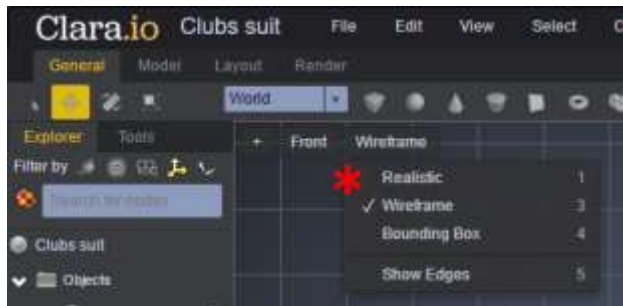 Clara.io Clubs suit File Edit View Select
General Model Layout Render
World
Explorer Tools + Front Wireframe
Filter by
Search for nodes
Realistic 1
✓ Wireframe 3
Bounding Box 4
Clubs suit
Show Edges 5
Objects